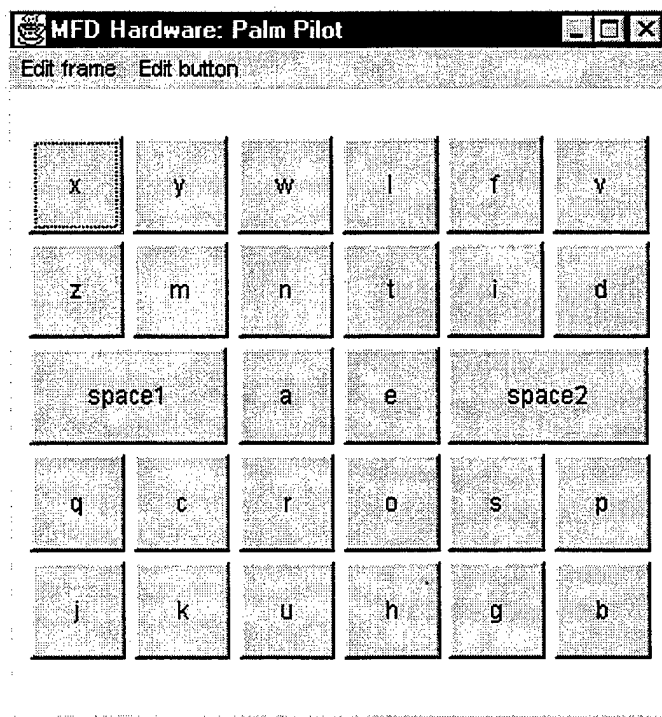 MFD Hardware: Palm Pilot
Edit frame Edit button
x y w l f v
z m n t i d
space1 a e space2
q c r o s p
j k u h g b